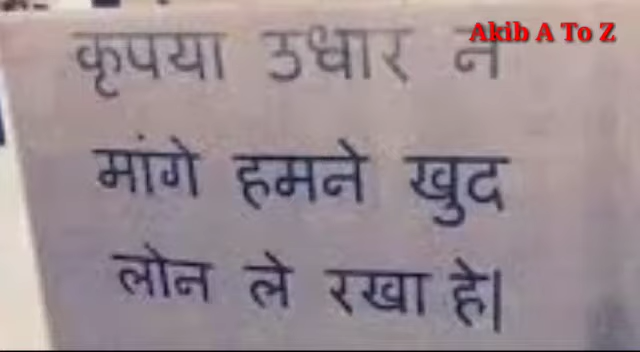 Akib A To Z
कृपया उधार न
मांगे हमने खुद
लोन ले रखा हे|